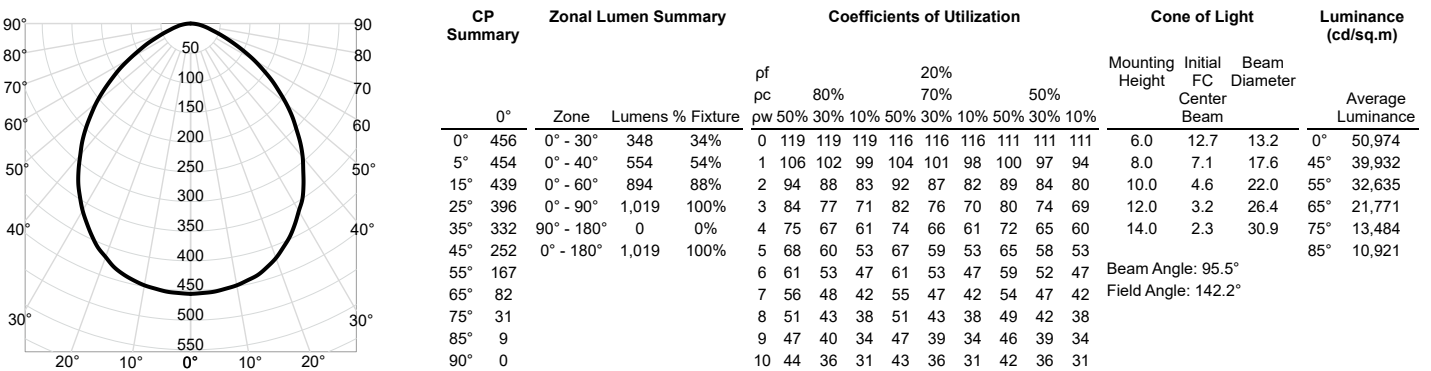 90° 90
80° 80
70° 70
60° 60
50° 50°
40° 40°
30° 30°
20° 10° 0° 10° 20°
50
100
150
200
250
300
350
400
450
500
550
CP Summary
0°
0° 456
5° 454
15° 439
25° 396
35° 332
45° 252
55° 167
65° 82
75° 31
85° 9
90° 0
Zonal Lumen Summary
Zone Lumens % Fixture
0° - 30° 348 34%
0° - 40° 554 54%
0° - 60° 894 88%
0° - 90° 1,019 100%
90° - 180° 0 0%
0° - 180° 1,019 100%
Coefficients of Utilization
ρf 20%
ρc 80% 70% 50%
ρw 50% 30% 10% 50% 30% 10% 50% 30% 10%
0 119 119 119 116 116 116 111 111 111
1 106 102 99 104 101 98 100 97 94
2 94 88 83 92 87 82 89 84 80
3 84 77 71 82 76 70 80 74 69
4 75 67 61 74 66 61 72 65 60
5 68 60 53 67 59 53 65 58 53
6 61 53 47 61 53 47 59 52 47
7 56 48 42 55 47 42 54 47 42
8 51 43 38 51 43 38 49 42 38
9 47 40 34 47 39 34 46 39 34
10 44 36 31 43 36 31 42 36 31
Cone of Light
Mounting Height Initial FC Center Beam Beam Diameter
6.0 12.7 13.2
8.0 7.1 17.6
10.0 4.6 22.0
12.0 3.2 26.4
14.0 2.3 30.9
Beam Angle: 95.5°
Field Angle: 142.2°
Luminance
(cd/sq.m)
Average
Luminance
0° 50,974
45° 39,932
55° 32,635
65° 21,771
75° 13,484
85° 10,921